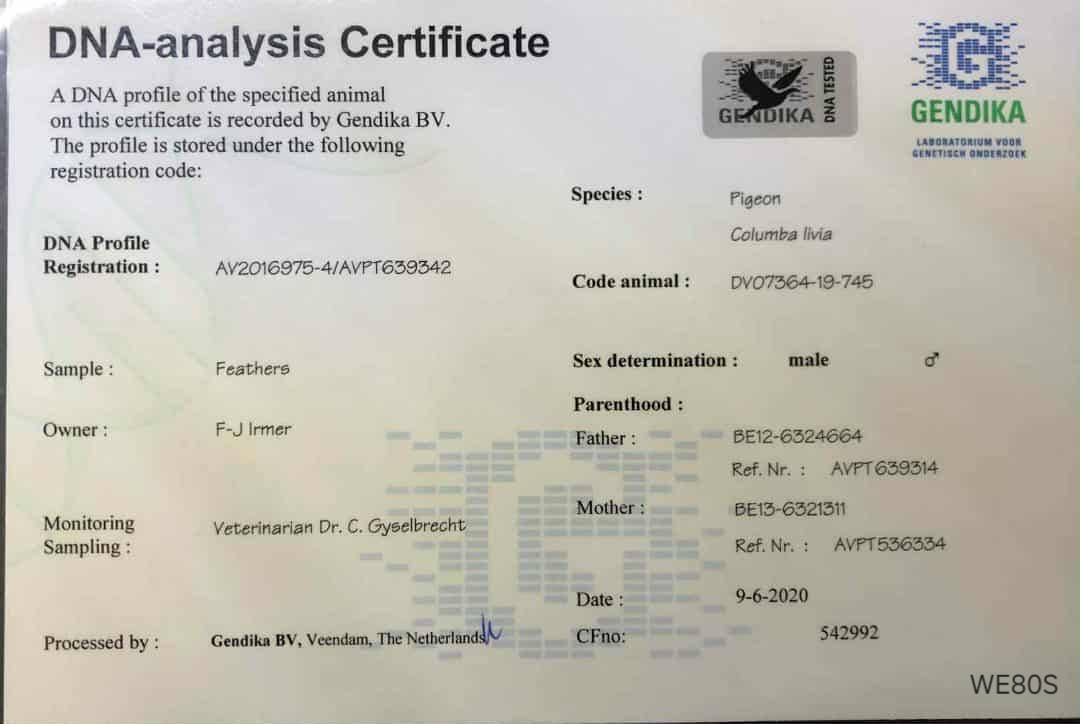 DNA-analysis Certificate
A DNA profile of the specified animal
on this certificate is recorded by Gendika BV.
The profile is stored under the following
registration code:
GENDIKA
DNA TESTED
GENDIKA
LABORATORIUM VOOR
GENETISCH ONDERZOEK
Species :
Pigeon
Columba livia
DNA Profile
Registration :
AV2016975-4/AVPT639342
Code animal :
DV07364-19-745
Sample :
Feathers
Sex determination :
male
♂
Owner :
F-J Irmer
Parenthood :
Father :
BE12-6324664
Ref. Nr. : AVPT639314
Mother :
BE13-6321311
Ref. Nr. : AVPT536334
Monitoring
Sampling :
Veterinarian Dr. C. Gyselbrecht
Date :
9-6-2020
Processed by :
Gendika BV, Veendam, The Netherlands
CFno:
542992
WE80S